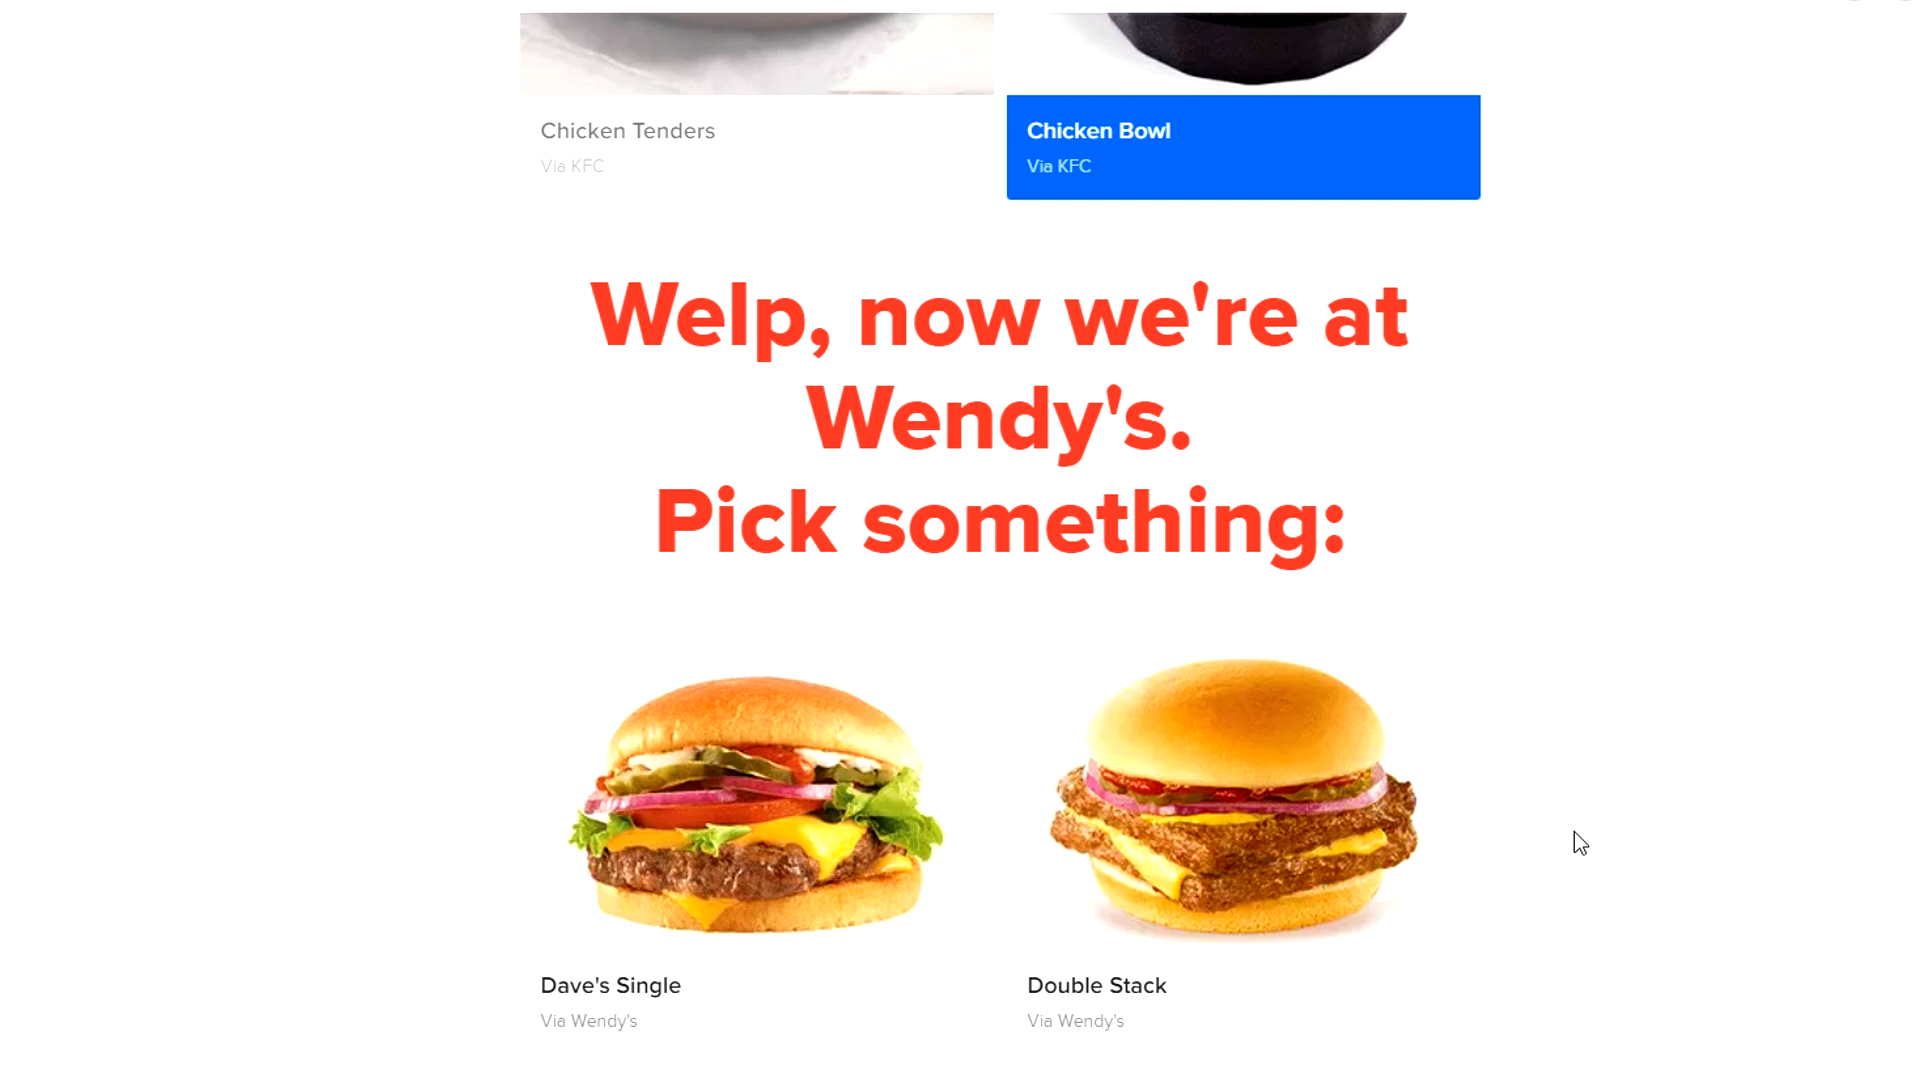 Chicken Tenders
Via KFC
Chicken Bowl
Via KFC
Welp, now we're at
Wendy's.
Pick something:
Dave's Single
Via Wendy's
Double Stack
Via Wendy's